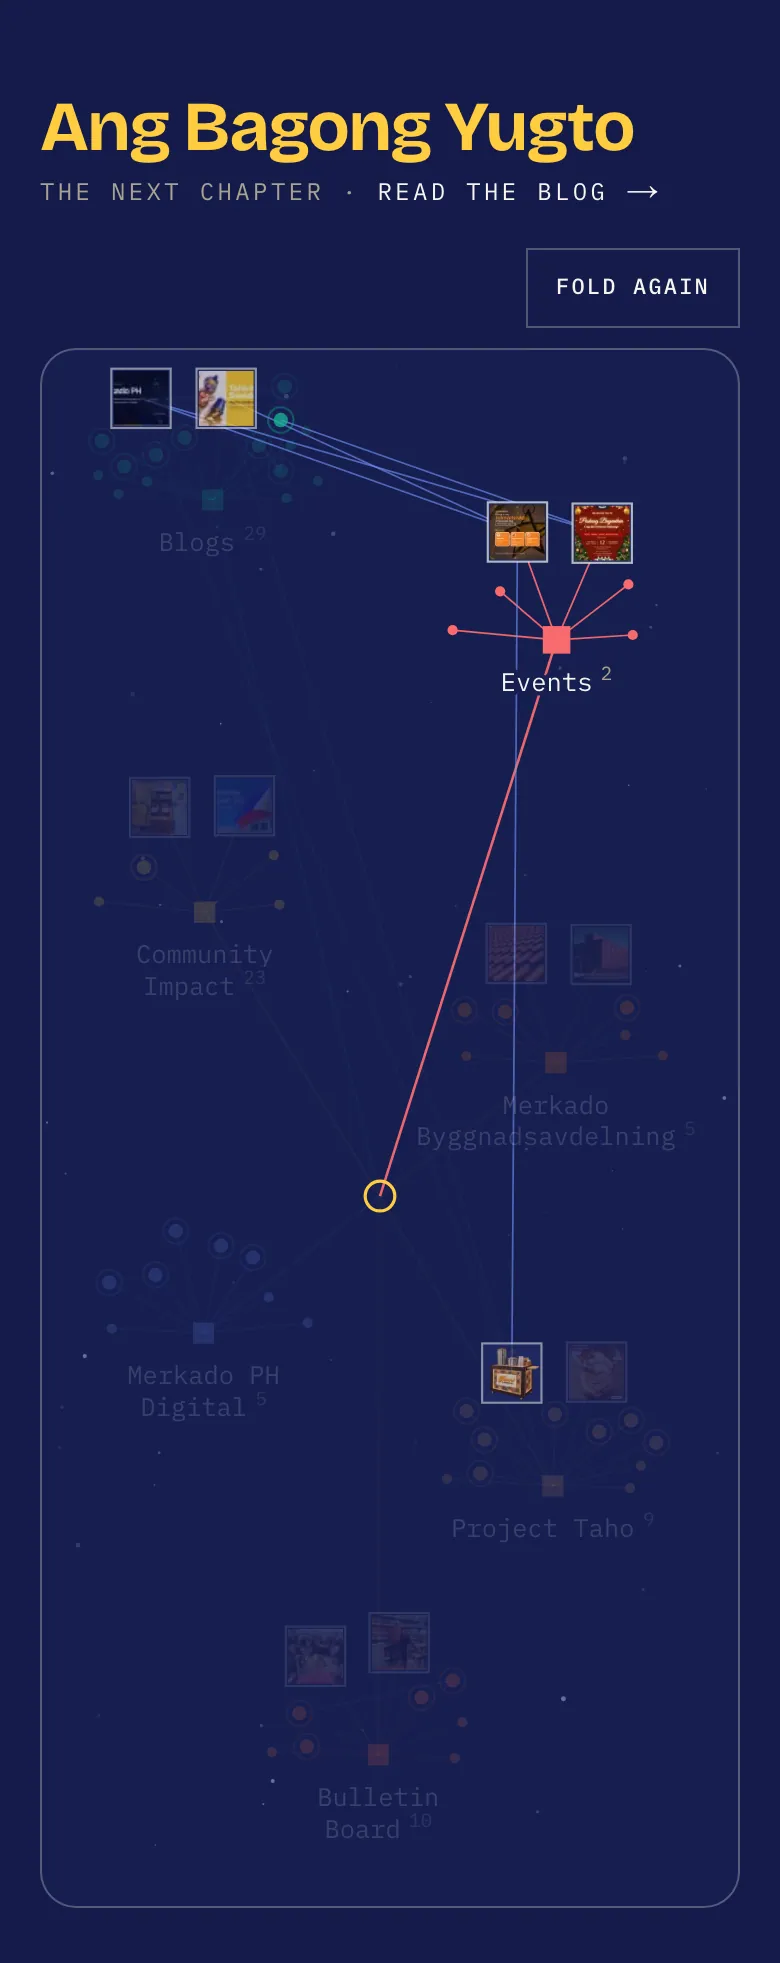 Ang Bagong Yugto
THE NEXT CHAPTER · READ THE BLOG →
FOLD AGAIN
Blogs 29
Events 2
Community
Impact 23
Merkado
Byggnadsavdelning 5
Merkado PH
Digital 5
Project Taho 9
Bulletin
Board 10